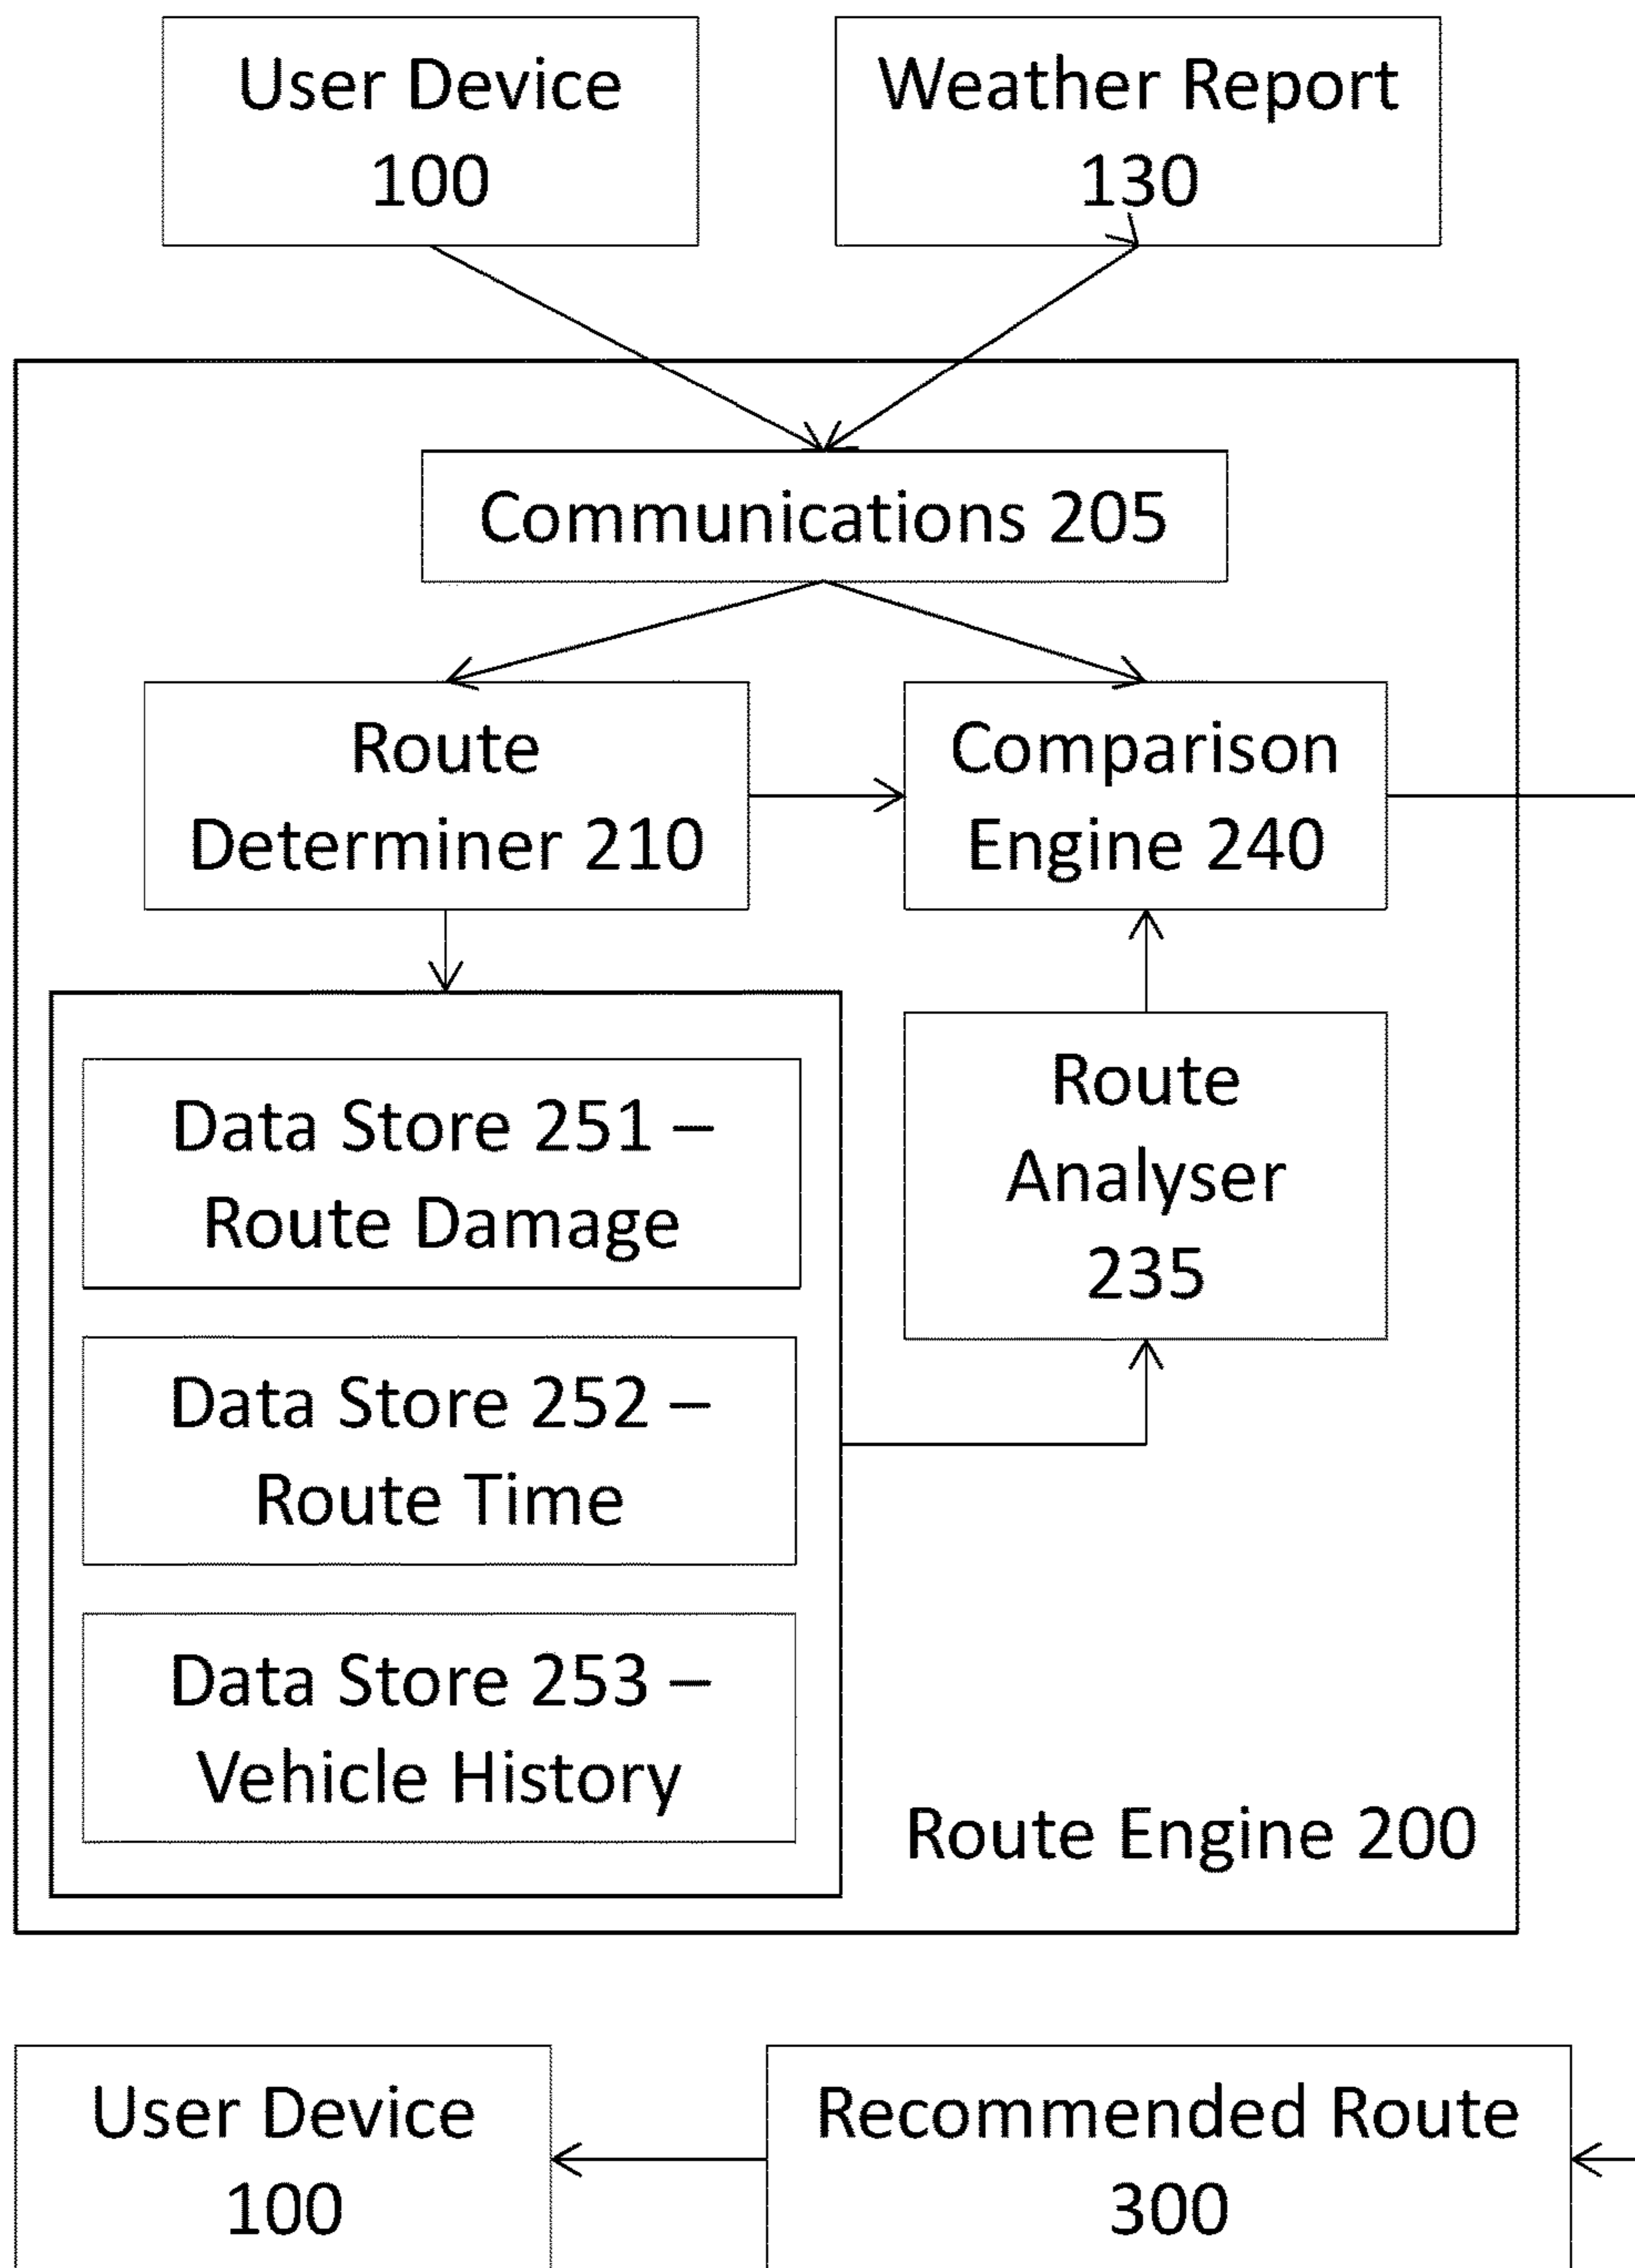 User Device
100
Weather Report
130
Communications 205
Route
Determiner 210
Comparison
Engine 240
Data Store 251 –
Route Damage
Route
Analyser
235
Data Store 252 –
Route Time
Data Store 253 –
Vehicle History
Route Engine 200
User Device
100
Recommended Route
300